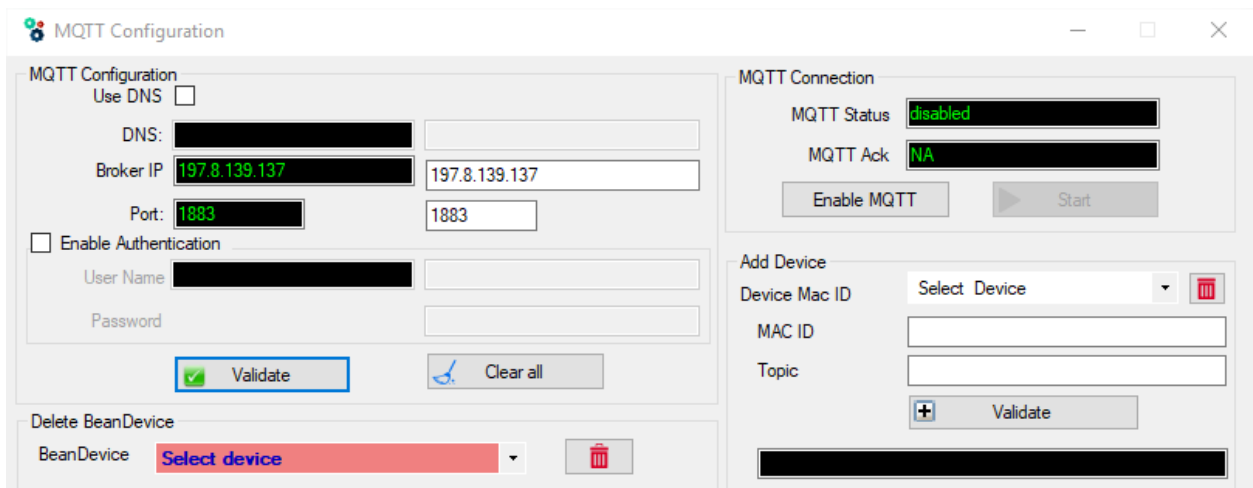 MQTT Configuration
MQTT Configuration
Use DNS
DNS:
Broker IP 197.8.139.137 197.8.139.137
Port: 1883 1883
Enable Authentication
User Name
Password
Validate Clear all
Delete BeanDevice
BeanDevice Select device
MQTT Connection
MQTT Status disabled
MQTT Ack NA
Enable MQTT Start
Add Device
Device Mac ID Select Device
MAC ID
Topic
Validate